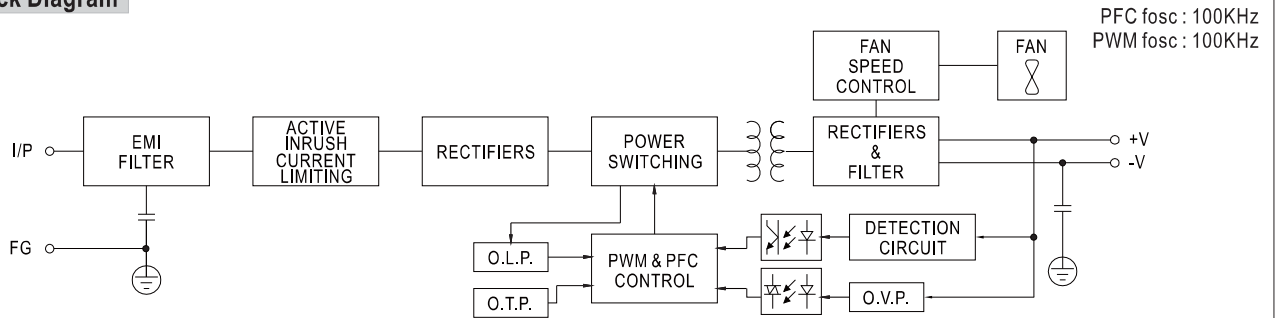 ck Diagram
PFC fosc : 100KHz
PWM fosc : 100KHz
FAN
SPEED
CONTROL
FAN
I/P
EMI
FILTER
ACTIVE
INRUSH
CURRENT
LIMITING
RECTIFIERS
POWER
SWITCHING
RECTIFIERS
&
FILTER
+V
-V
FG
O.L.P.
O.T.P.
PWM & PFC
CONTROL
DETECTION
CIRCUIT
O.V.P.